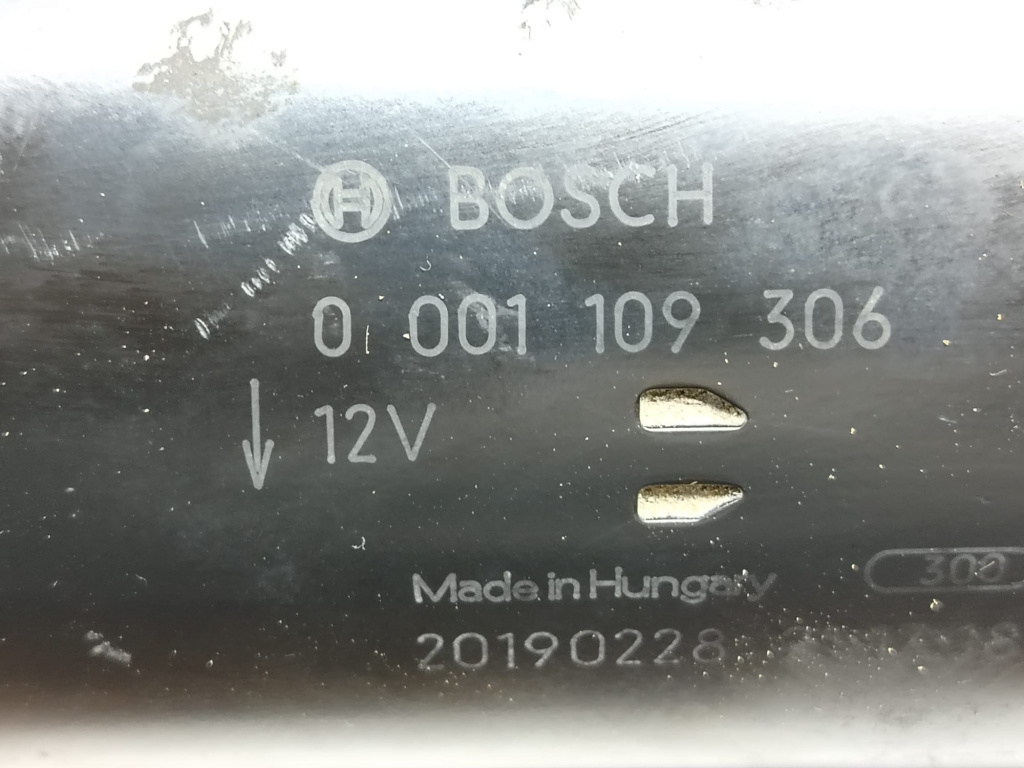 BOSCH
0 001 109 306
12V
Made in Hungary
300
20190228